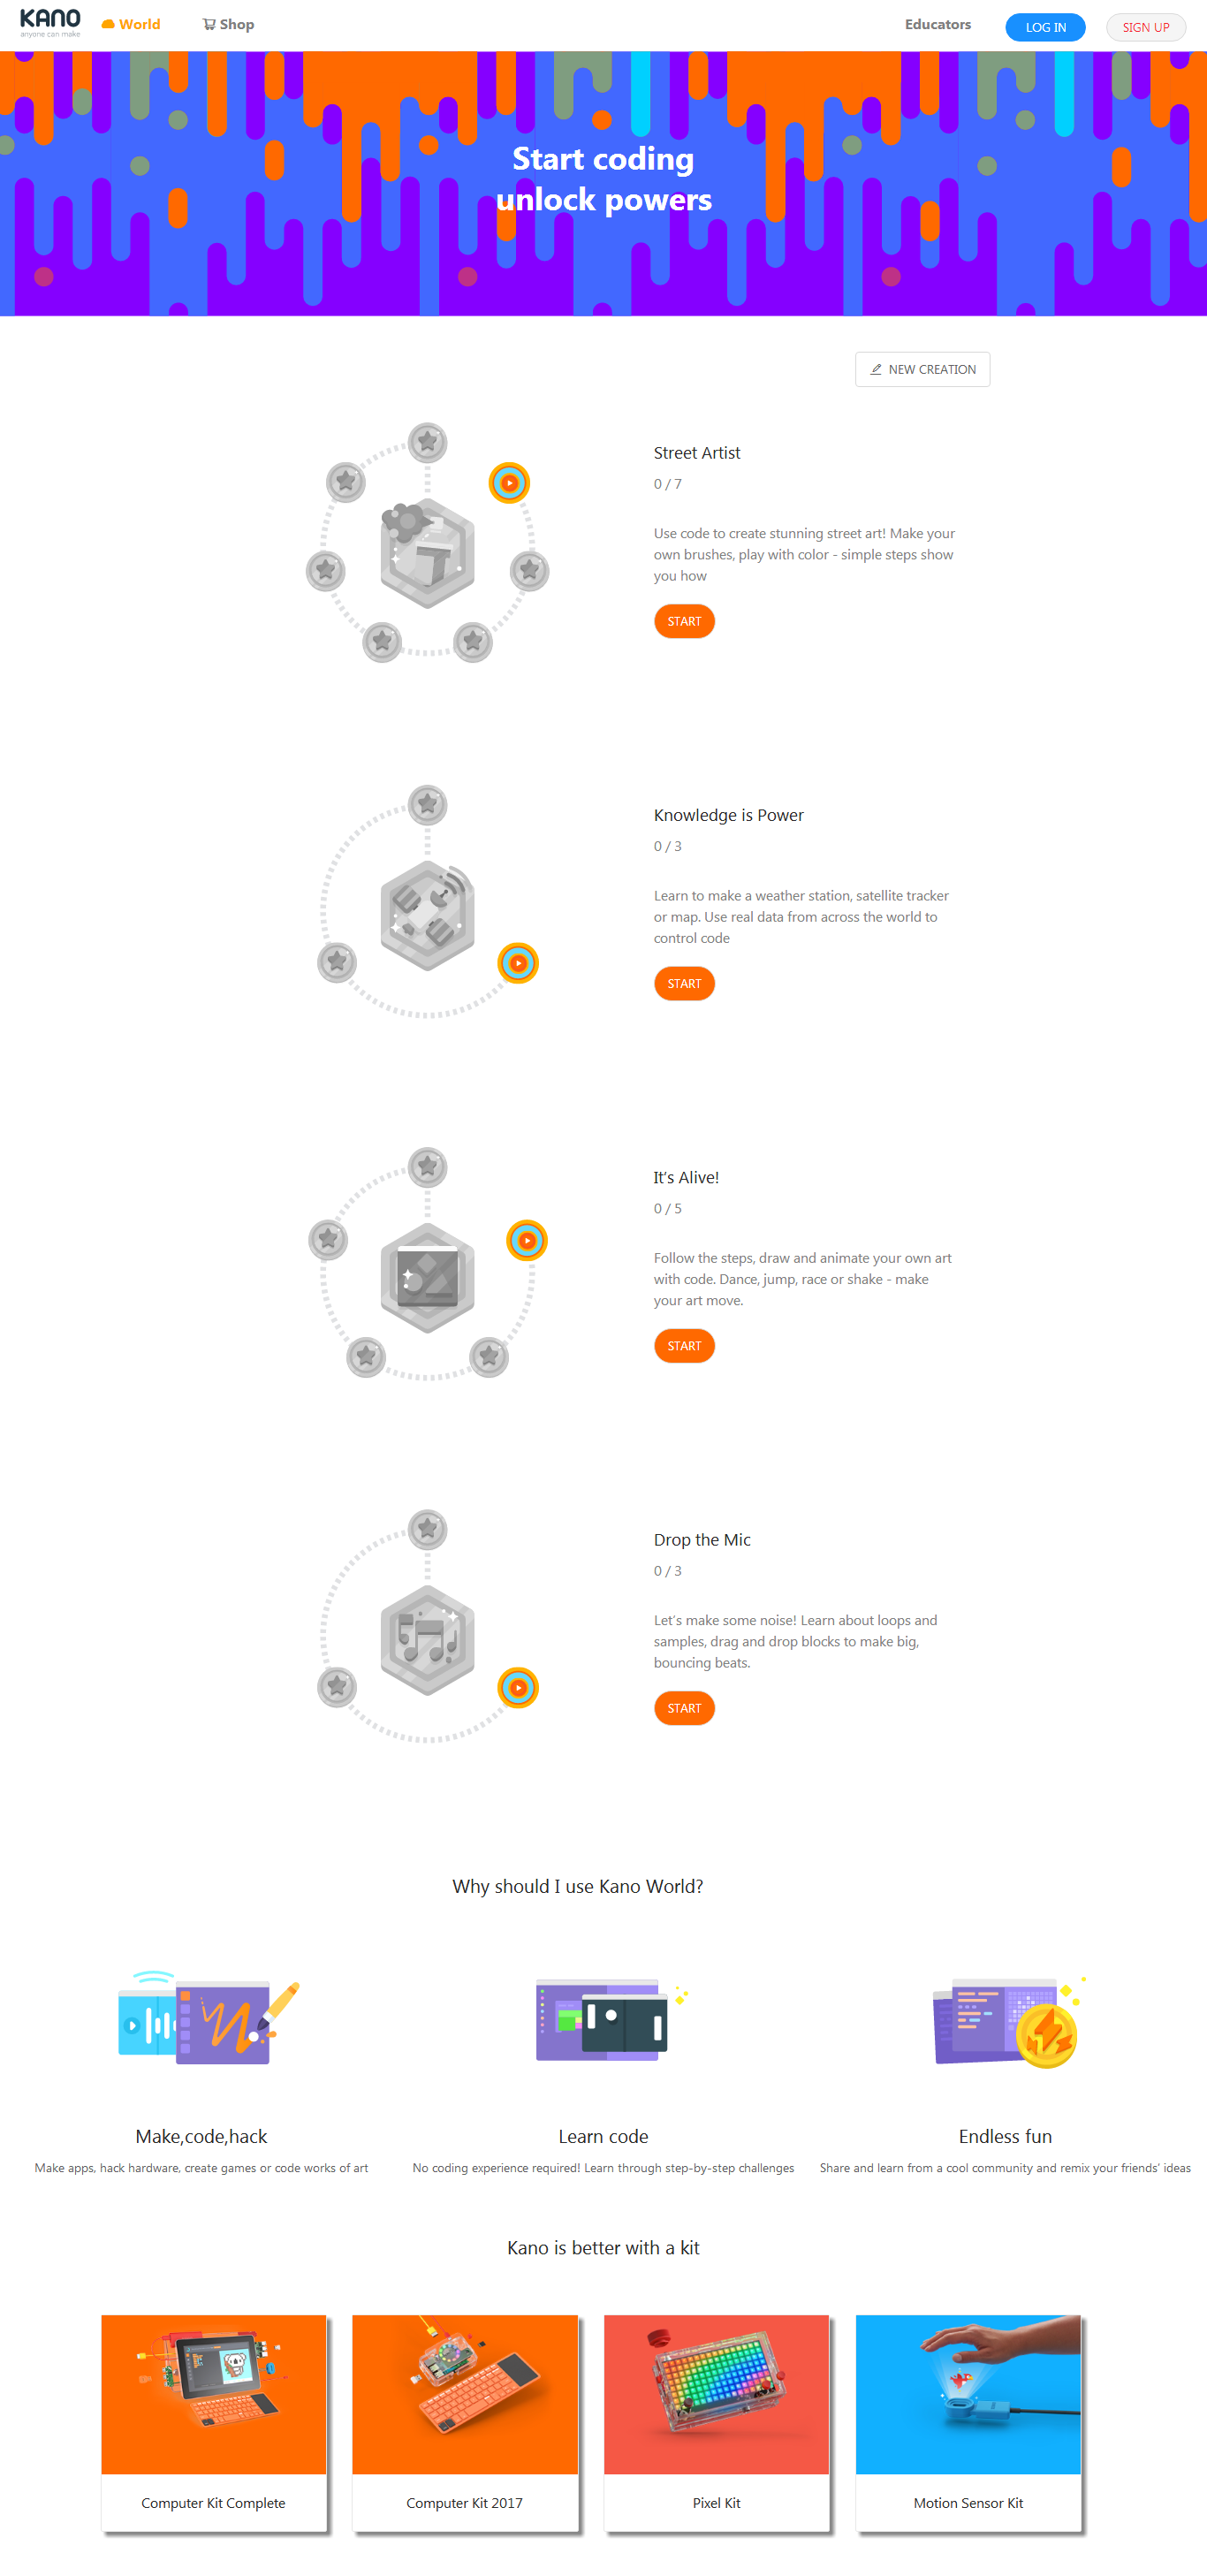 KANO
anyone can make
World
Shop
Educators
LOG IN
SIGN UP
Start coding
unlock powers
NEW CREATION
Street Artist
0 / 7
Use code to create stunning street art! Make your
own brushes, play with color - simple steps show
you how
START
Knowledge is Power
0 / 3
Learn to make a weather station, satellite tracker
or map. Use real data from across the world to
control code
START
It's Alive!
0 / 5
Follow the steps, draw and animate your own art
with code. Dance, jump, race or shake - make
your art move.
START
Drop the Mic
0 / 3
Let's make some noise! Learn about loops and
samples, drag and drop blocks to make big,
bouncing beats.
START
Why should I use Kano World?
Make,code,hack
Make apps, hack hardware, create games or code works of art
Learn code
No coding experience required! Learn through step-by-step challenges
Endless fun
Share and learn from a cool community and remix your friends' ideas
Kano is better with a kit
Computer Kit Complete
Computer Kit 2017
Pixel Kit
Motion Sensor Kit